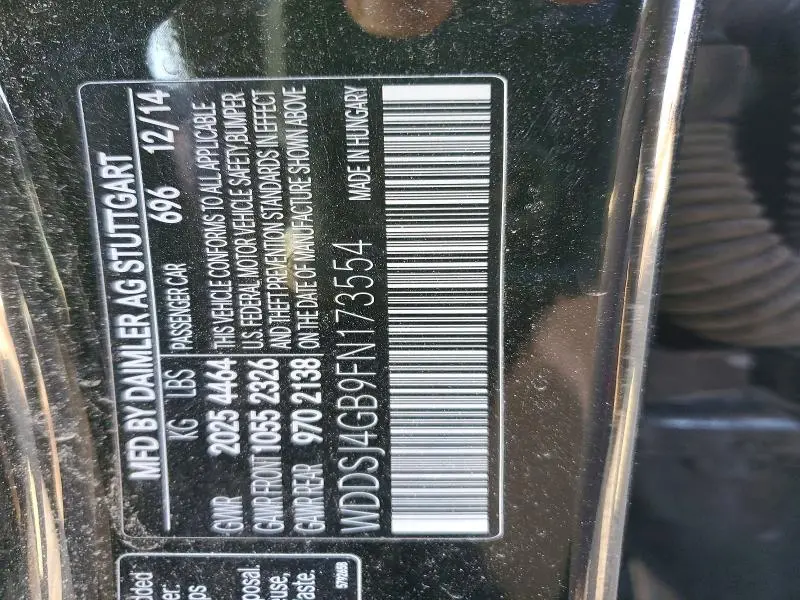 MFD BY DAIMLER AG STUTTGART
KG LBS PASSENGER CAR 696 12/14
GVWR 2025 4464 THIS VEHICLE CONFORMS TO ALL APPLICABLE
GAWR FRONT 1055 2326 U.S. FEDERAL MOTOR VEHICLE SAFETY, BUMPER
GAWR REAR 970 2138 AND THEFT PREVENTION STANDARDS IN EFFECT
ON THE DATE OF MANUFACTURE SHOWN ABOVE
WDDSJ4GB9FN173554 MADE IN HUNGARY
posal.